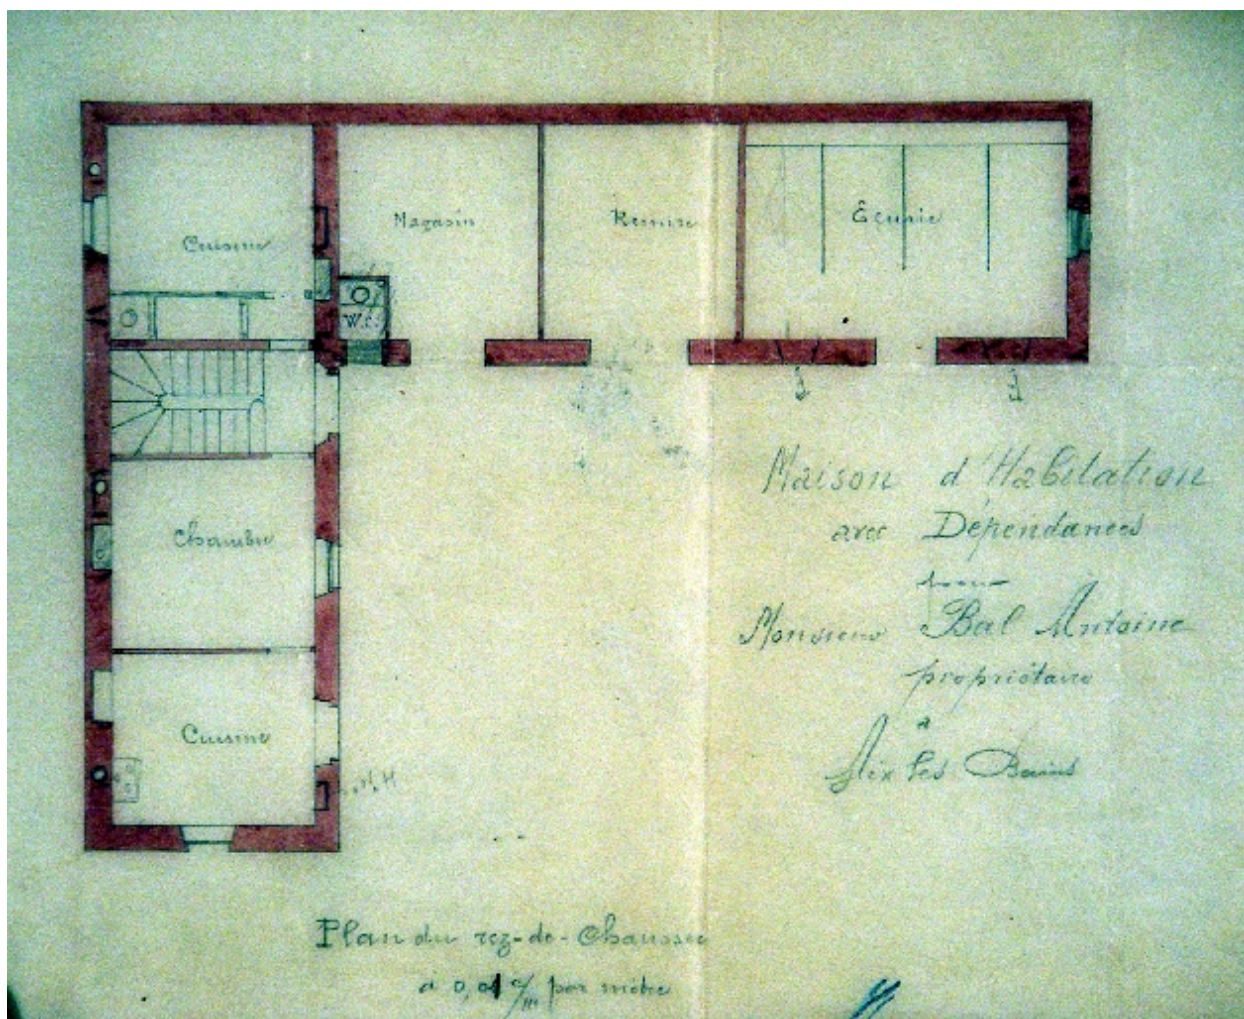 Cuisine
Magasin
Remise
Écurie
W.C.
Chambre
Cuisine
Maison d'Habitation
avec Dépendances
pour
Monsieur Bal Antoine
propriétaire
à
Aix les Bains
Plan du rez-de-Chaussée
à 0,01 par mètre